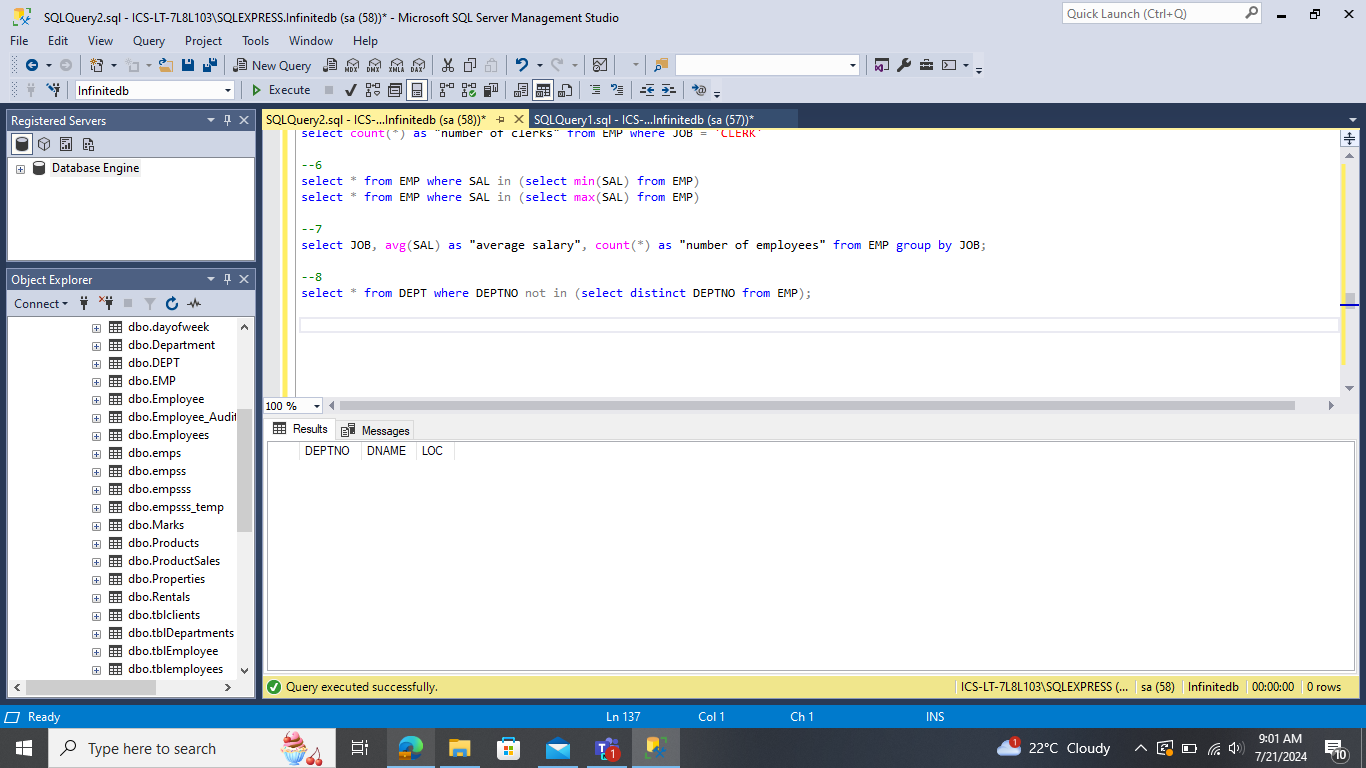 SQLQuery2.sql - ICS-LT-7L8L103\SQLEXPRESS.Infinitedb (sa (58))* - Microsoft SQL Server Management Studio
Quick Launch (Ctrl+Q)
File Edit View Query Project Tools Window Help
New Query MDX DMX XMLA DAX
Infinitedb Execute
Registered Servers
SQLQuery2.sql - ICS-...Infinitedb (sa (58))* SQLQuery1.sql - ICS-...Infinitedb (sa (57))*
Database Engine
select count(*) as "number of clerks" from EMP where JOB = 'CLERK'
--6
select * from EMP where SAL in (select min(SAL) from EMP)
select * from EMP where SAL in (select max(SAL) from EMP)
--7
select JOB, avg(SAL) as "average salary", count(*) as "number of employees" from EMP group by JOB;
--8
select * from DEPT where DEPTNO not in (select distinct DEPTNO from EMP);
100 %
Object Explorer
Connect
dbo.dayofweek
dbo.Department
dbo.DEPT
dbo.EMP
dbo.Employee
dbo.Employee_Audit
dbo.Employees
dbo.emps
dbo.empss
dbo.empsss
dbo.empsss_temp
dbo.Marks
dbo.Products
dbo.ProductSales
dbo.Properties
dbo.Rentals
dbo.tblclients
dbo.tblDepartments
dbo.tblEmployee
dbo.tblemployees
Results Messages
DEPTNO DNAME LOC
Query executed successfully. ICS-LT-7L8L103\SQLEXPRESS (... sa (58) Infinitedb 00:00:00 0 rows
Ready Ln 137 Col 1 Ch 1 INS
Type here to search
1
1
22°C Cloudy
9:01 AM
7/21/2024
10